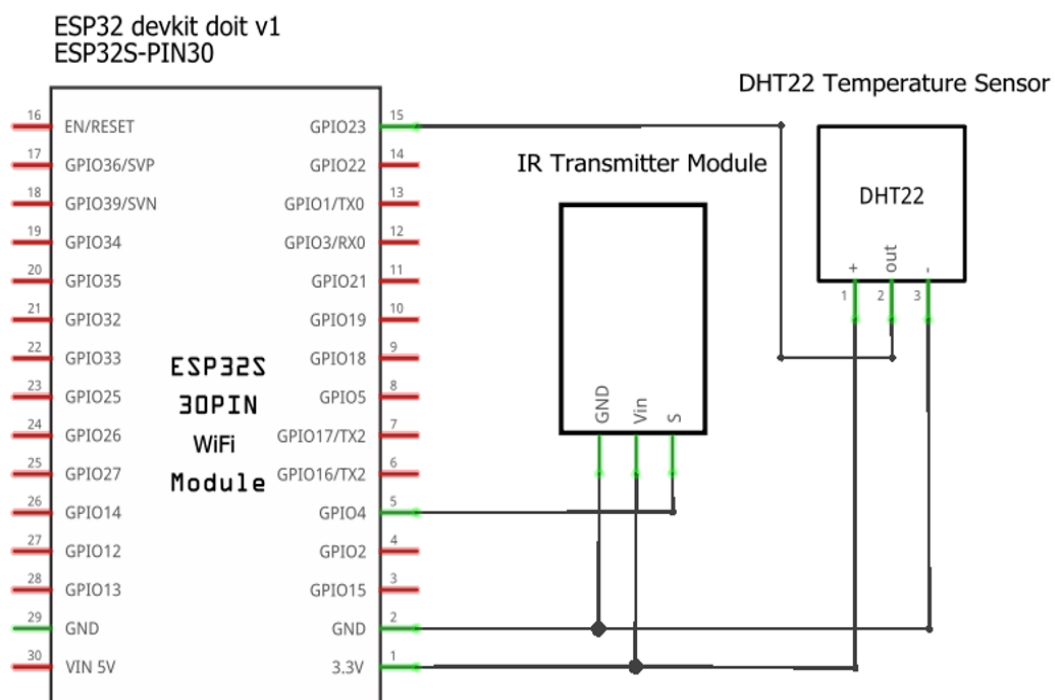 ESP32 devkit doit v1
ESP32S-PIN30
DHT22 Temperature Sensor
IR Transmitter Module
16 EN/RESET GPIO23 15
17 GPIO36/SVP GPIO22 14
18 GPIO39/SVN GPIO1/TX0 13
19 GPIO34 GPIO3/RX0 12
20 GPIO35 GPIO21 11
21 GPIO32 GPIO19 10
22 GPIO33 GPIO18 9
23 GPIO25 GPIO5 8
24 GPIO26 GPIO17/TX2 7
25 GPIO27 GPIO16/TX2 6
26 GPIO14 GPIO4 5
27 GPIO12 GPIO2 4
28 GPIO13 GPIO15 3
29 GND GND 2
30 VIN 5V 3.3V 1
ESP32S
30PIN
WiFi
Module
GND Vin S
DHT22
+ out -
1 2 3